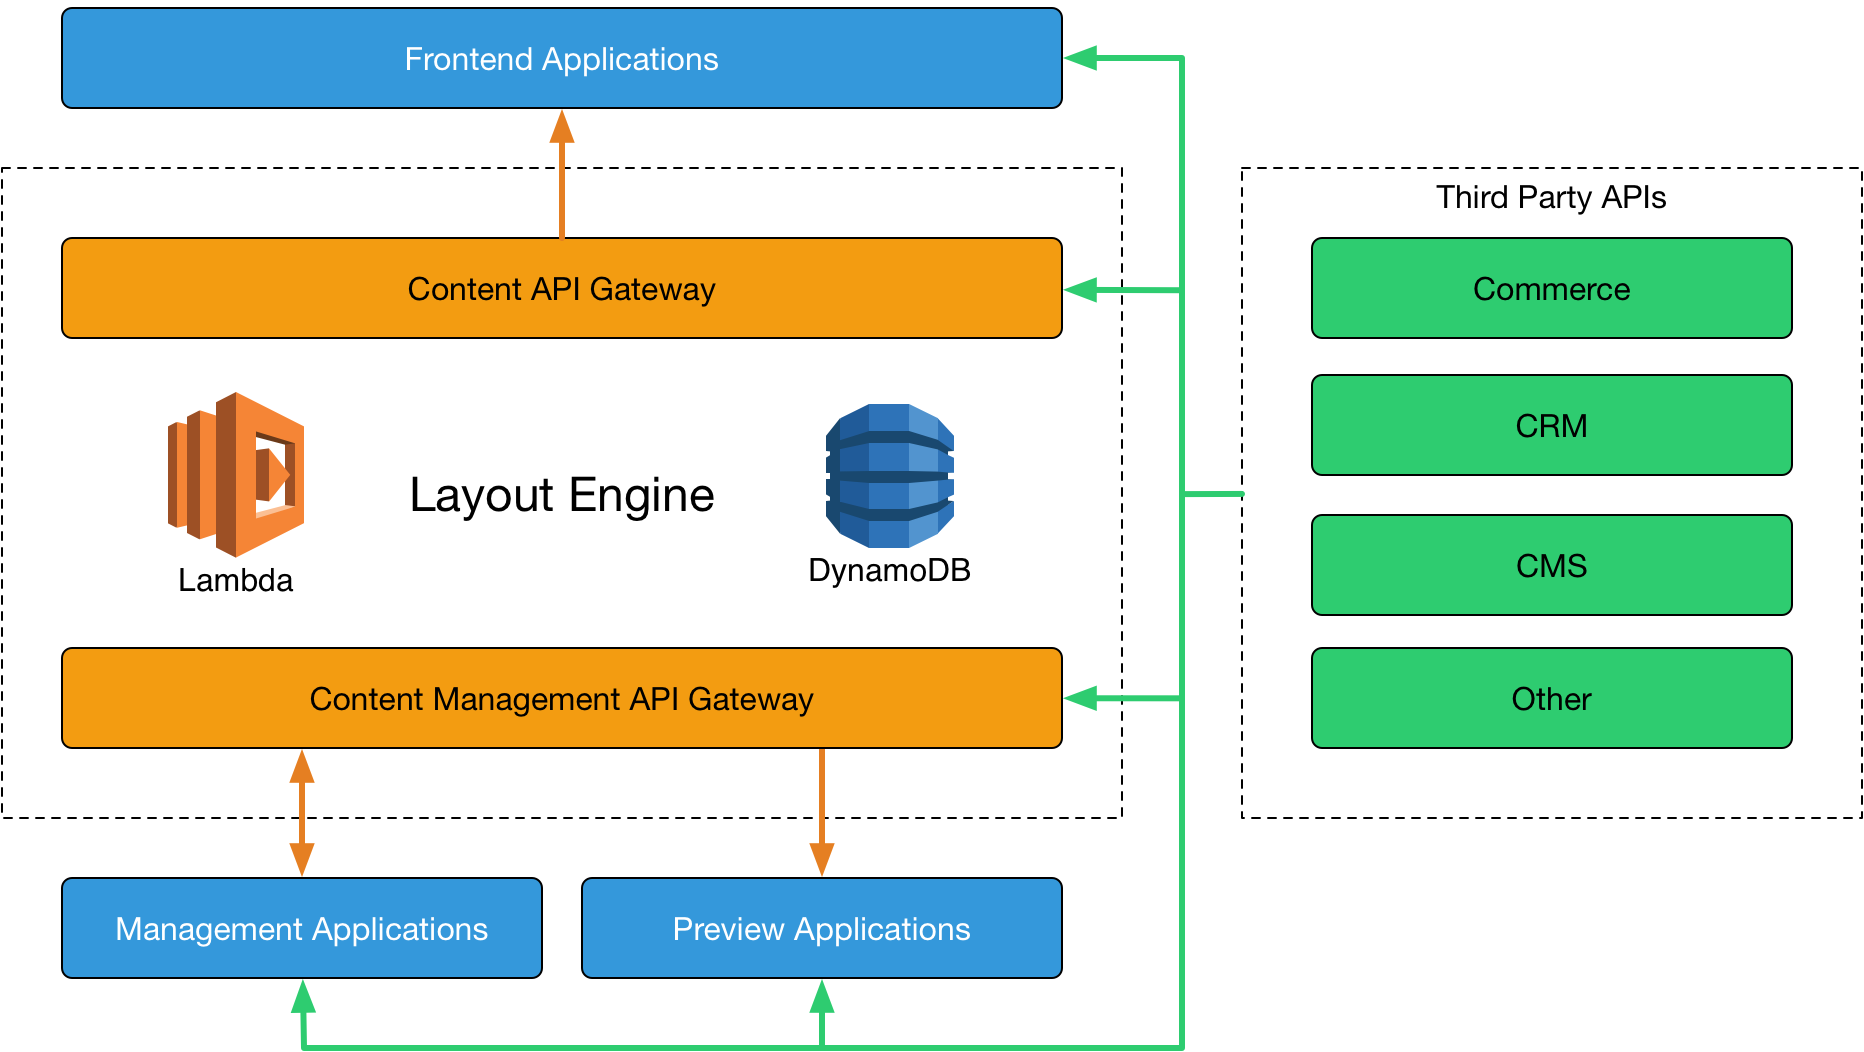 Frontend Applications
Third Party APIs
Content API Gateway
Commerce
CRM
Layout Engine
Lambda
DynamoDB
CMS
Content Management API Gateway
Other
Management Applications
Preview Applications